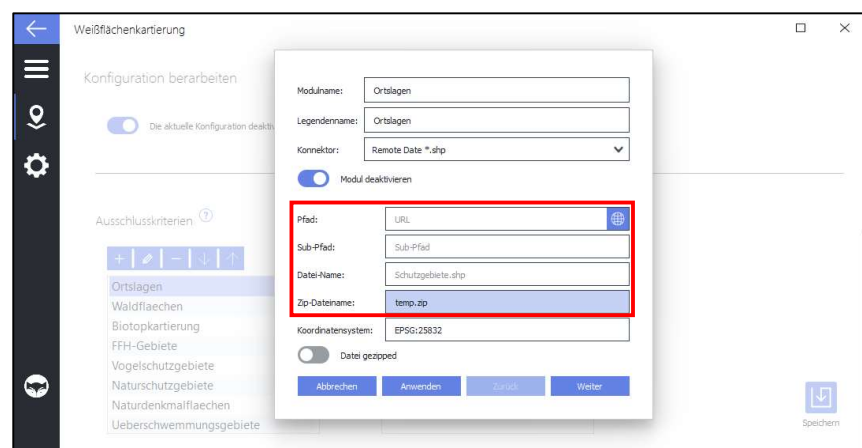 Weißflächenkartierung
Konfiguration berarbeiten
Die aktuelle Konfiguration deaktiv
Ausschlusskriterien ?
Ortslagen
Waldflaechen
Biotopkartierung
FFH-Gebiete
Vogelschutzgebiete
Naturschutzgebiete
Naturdenkmalflaechen
Ueberschwemmungsgebiete
Modulname: Ortslagen
Legendenname: Ortslagen
Konnektor: Remote Date *.shp
Modul deaktivieren
Pfad: URL
Sub-Pfad: Sub-Pfad
Datei-Name: Schutzgebiete.shp
Zip-Dateiname: temp.zip
Koordinatensystem: EPSG:25832
Datei gezipped
Abbrechen Anwenden Zurück Weiter
Speichern